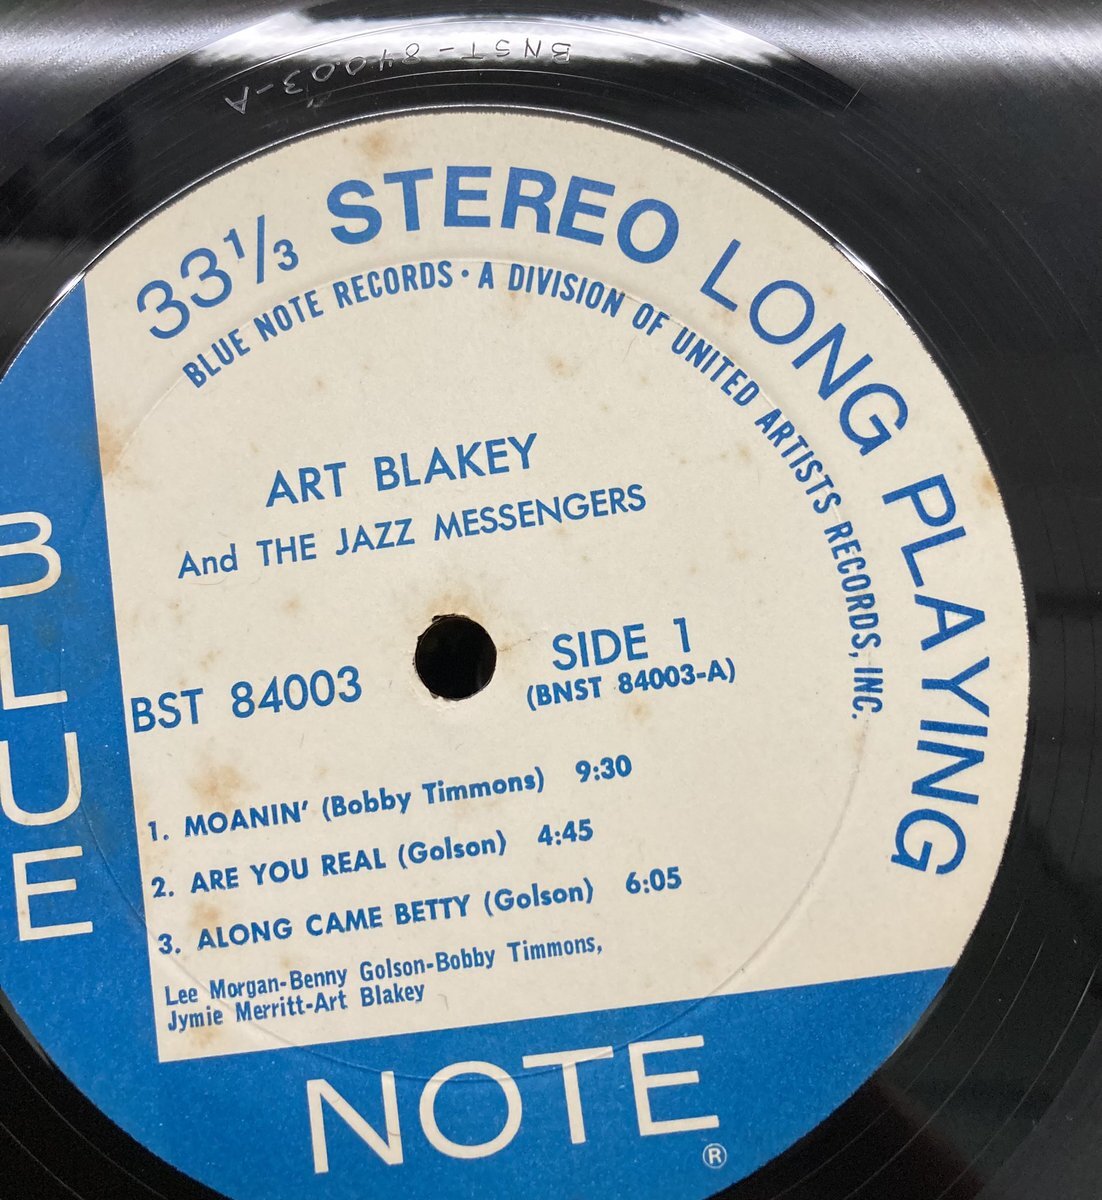 BNST-84003-A
33 1/3 STEREO LONG PLAYING
BLUE NOTE RECORDS · A DIVISION OF UNITED ARTISTS RECORDS, INC.
ART BLAKEY
And THE JAZZ MESSENGERS
BST 84003
SIDE 1
(BNST 84003-A)
1. MOANIN' (Bobby Timmons) 9:30
2. ARE YOU REAL (Golson) 4:45
3. ALONG CAME BETTY (Golson) 6:05
Lee Morgan-Benny Golson-Bobby Timmons,
Jymie Merritt-Art Blakey
BLUE
NOTE
®